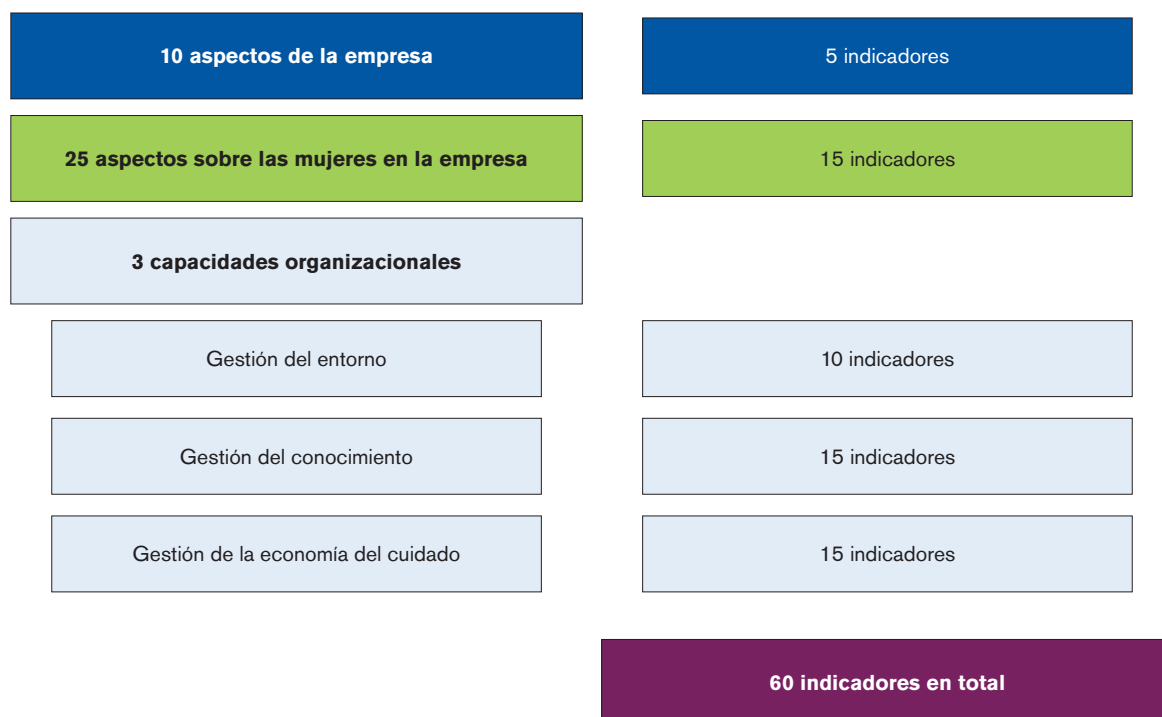 10 aspectos de la empresa
5 indicadores
25 aspectos sobre las mujeres en la empresa
15 indicadores
3 capacidades organizacionales
Gestión del entorno
10 indicadores
Gestión del conocimiento
15 indicadores
Gestión de la economía del cuidado
15 indicadores
60 indicadores en total